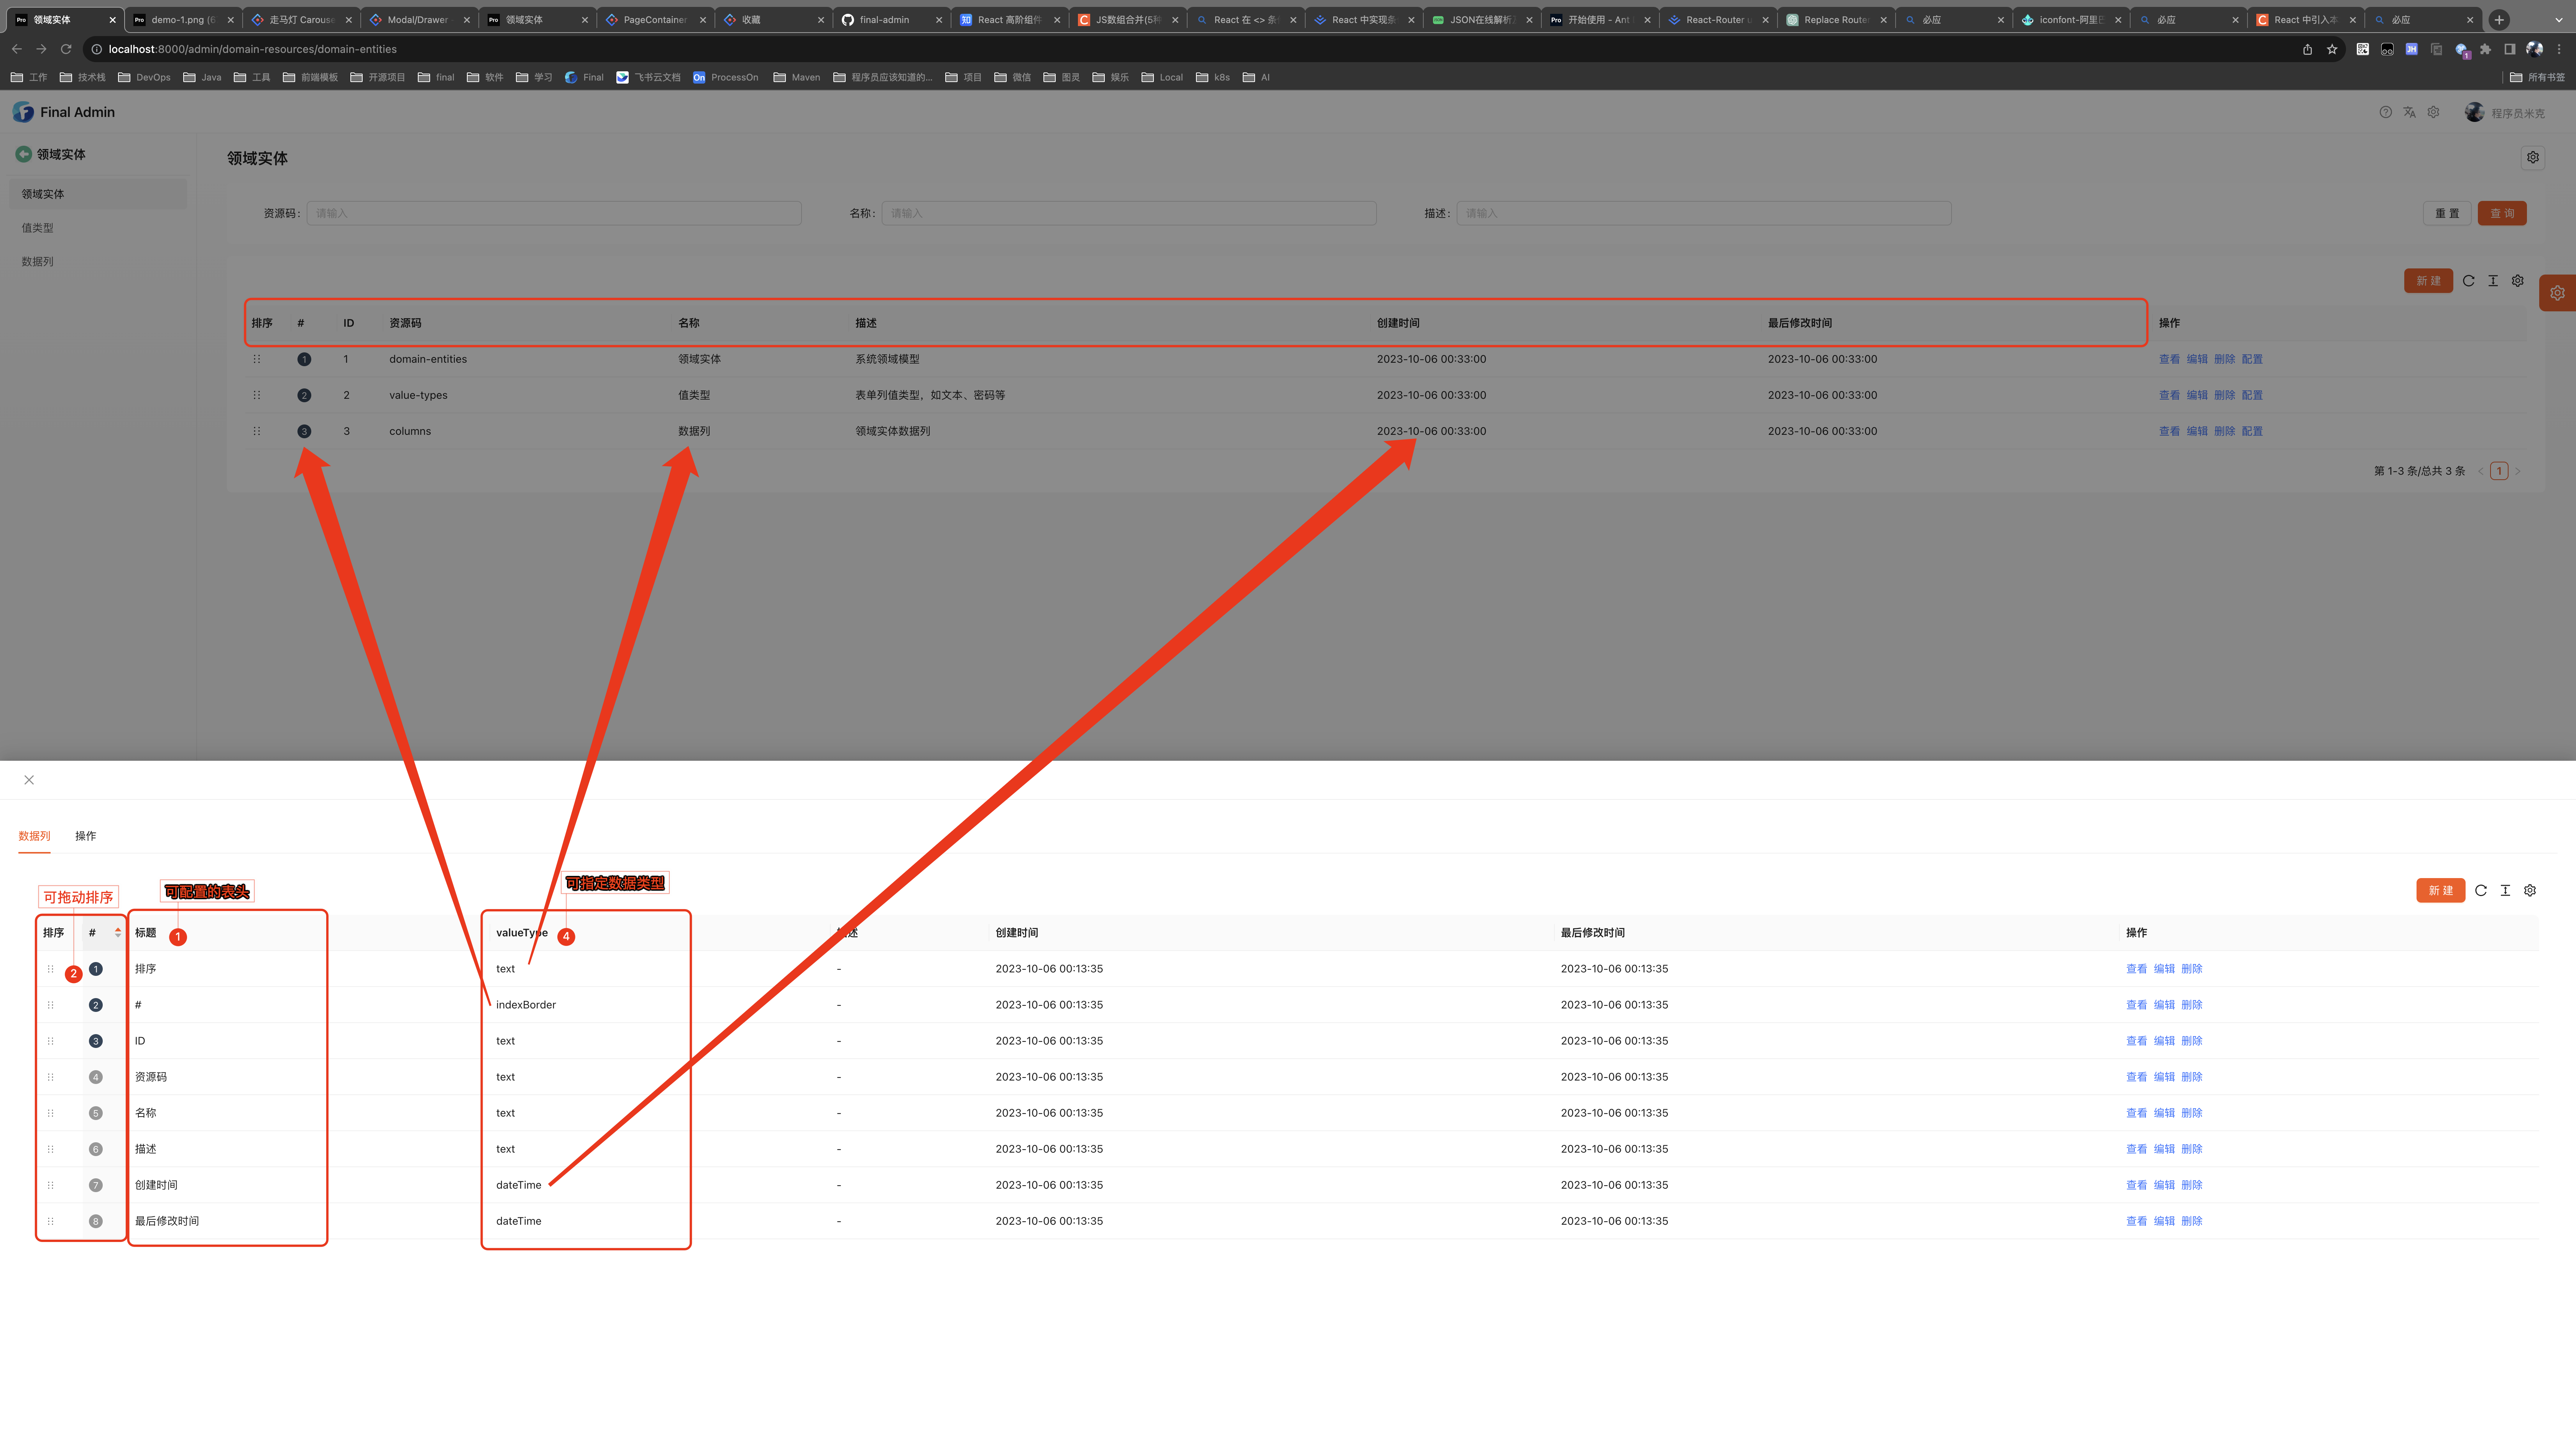 领域实体 demo-1.png (6 走马灯 Carouse Modal/Drawer 领域实体 PageContainer 收藏 final-admin React 高阶组件 JS数组合并(5种 React 在 <> 条 React 中实现条 JSON在线解析 开始使用 - Ant React-Router u Replace Router 必应 iconfont-阿里巴 必应 React 中引入本 必应
localhost:8000/admin/domain-resources/domain-entities
工作 技术栈 DevOps Java 工具 前端模板 开源项目 final 软件 学习 Final 飞书云文档 On ProcessOn Maven 程序员应该知道的... 项目 微信 图灵 娱乐 Local k8s AI 所有书签
Final Admin 程序员米克
领域实体
领域实体
值类型
数据列
领域实体
资源码: 请输入 名称: 请输入 描述: 请输入 重 置 查 询
新 建
排序 # ID 资源码 名称 描述 创建时间 最后修改时间 操作
1 1 domain-entities 领域实体 系统领域模型 2023-10-06 00:33:00 2023-10-06 00:33:00 查看 编辑 删除 配置
2 2 value-types 值类型 表单列值类型，如文本、密码等 2023-10-06 00:33:00 2023-10-06 00:33:00 查看 编辑 删除 配置
3 3 columns 数据列 领域实体数据列 2023-10-06 00:33:00 2023-10-06 00:33:00 查看 编辑 删除 配置
第 1-3 条/总共 3 条 < 1 >
数据列 操作
可拖动排序 可配置的表头 可指定数据类型
新 建
排序 # 标题 1 valueType 4 述 创建时间 最后修改时间 操作
2 1 排序 text - 2023-10-06 00:13:35 2023-10-06 00:13:35 查看 编辑 删除
2 # indexBorder - 2023-10-06 00:13:35 2023-10-06 00:13:35 查看 编辑 删除
3 ID text - 2023-10-06 00:13:35 2023-10-06 00:13:35 查看 编辑 删除
4 资源码 text - 2023-10-06 00:13:35 2023-10-06 00:13:35 查看 编辑 删除
5 名称 text - 2023-10-06 00:13:35 2023-10-06 00:13:35 查看 编辑 删除
6 描述 text - 2023-10-06 00:13:35 2023-10-06 00:13:35 查看 编辑 删除
7 创建时间 dateTime - 2023-10-06 00:13:35 2023-10-06 00:13:35 查看 编辑 删除
8 最后修改时间 dateTime - 2023-10-06 00:13:35 2023-10-06 00:13:35 查看 编辑 删除